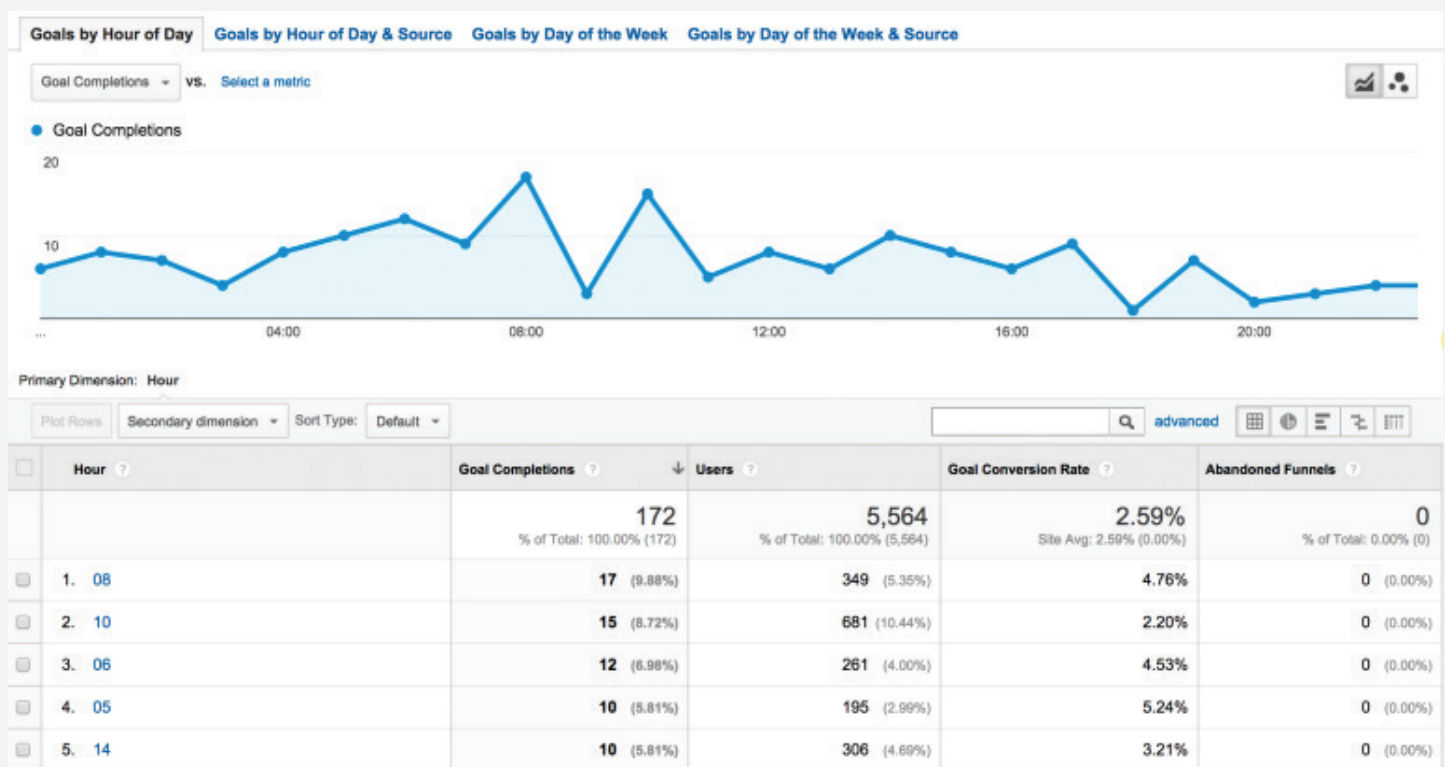 Goals by Hour of Day Goals by Hour of Day & Source Goals by Day of the Week Goals by Day of the Week & Source
Goal Completions vs. Select a metric
Goal Completions
20
10
... 04:00 08:00 12:00 16:00 20:00
Primary Dimension: Hour
Plot Rows Secondary dimension Sort Type: Default advanced
Hour ? Goal Completions ? Users ? Goal Conversion Rate ? Abandoned Funnels ?
172 5,564 2.59% 0
% of Total: 100.00% (172) % of Total: 100.00% (5,564) Site Avg: 2.59% (0.00%) % of Total: 0.00% (0)
1. 08 17 (9.88%) 349 (5.35%) 4.76% 0 (0.00%)
2. 10 15 (8.72%) 681 (10.44%) 2.20% 0 (0.00%)
3. 06 12 (6.98%) 261 (4.00%) 4.53% 0 (0.00%)
4. 05 10 (5.81%) 195 (2.99%) 5.24% 0 (0.00%)
5. 14 10 (5.81%) 306 (4.69%) 3.21% 0 (0.00%)